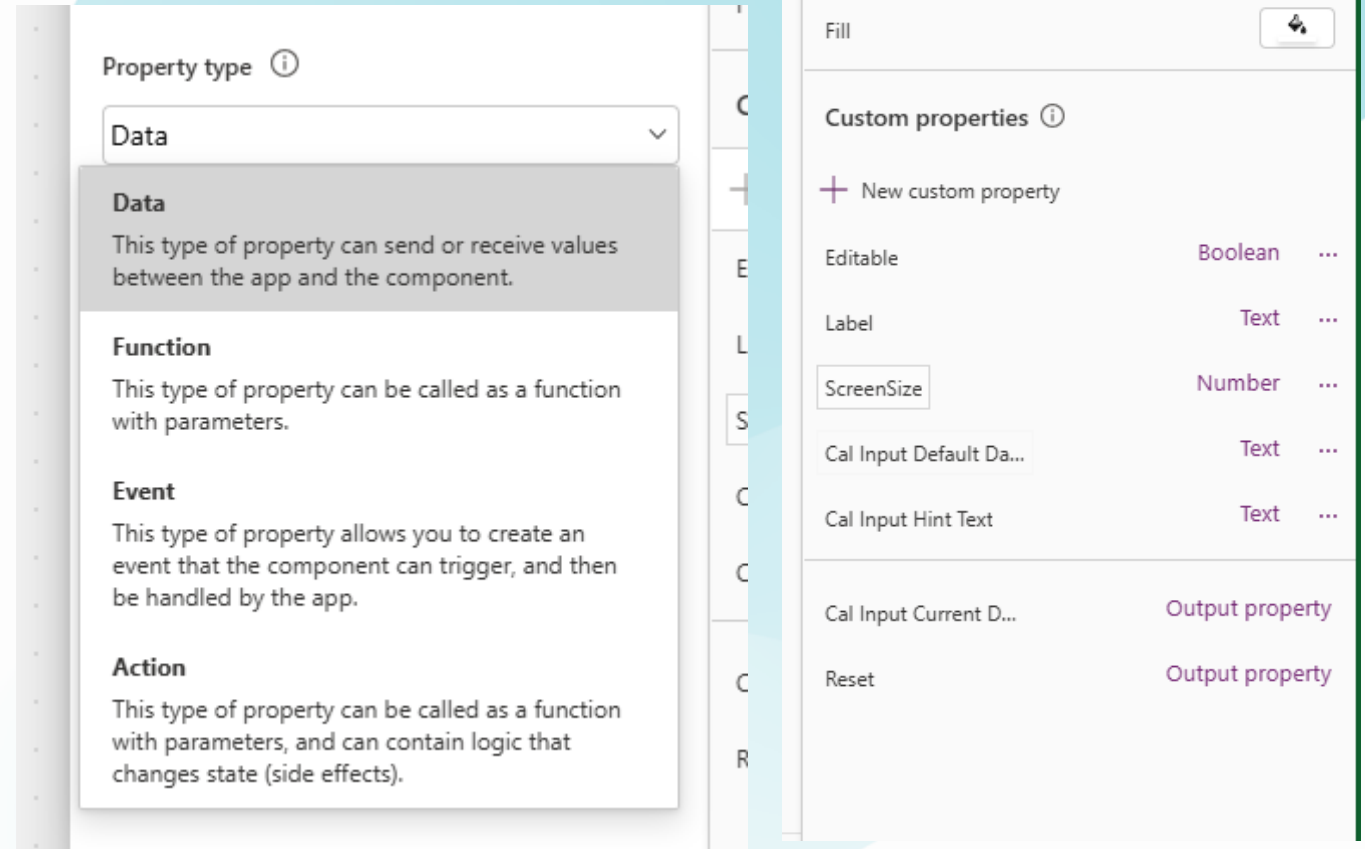 Property type
Data
Data
This type of property can send or receive values
between the app and the component.
Function
This type of property can be called as a function
with parameters.
Event
This type of property allows you to create an
event that the component can trigger, and then
be handled by the app.
Action
This type of property can be called as a function
with parameters, and can contain logic that
changes state (side effects).
Fill
Custom properties
New custom property
Editable Boolean ...
Label Text ...
ScreenSize Number ...
Cal Input Default Da... Text ...
Cal Input Hint Text Text ...
Cal Input Current D... Output property
Reset Output property